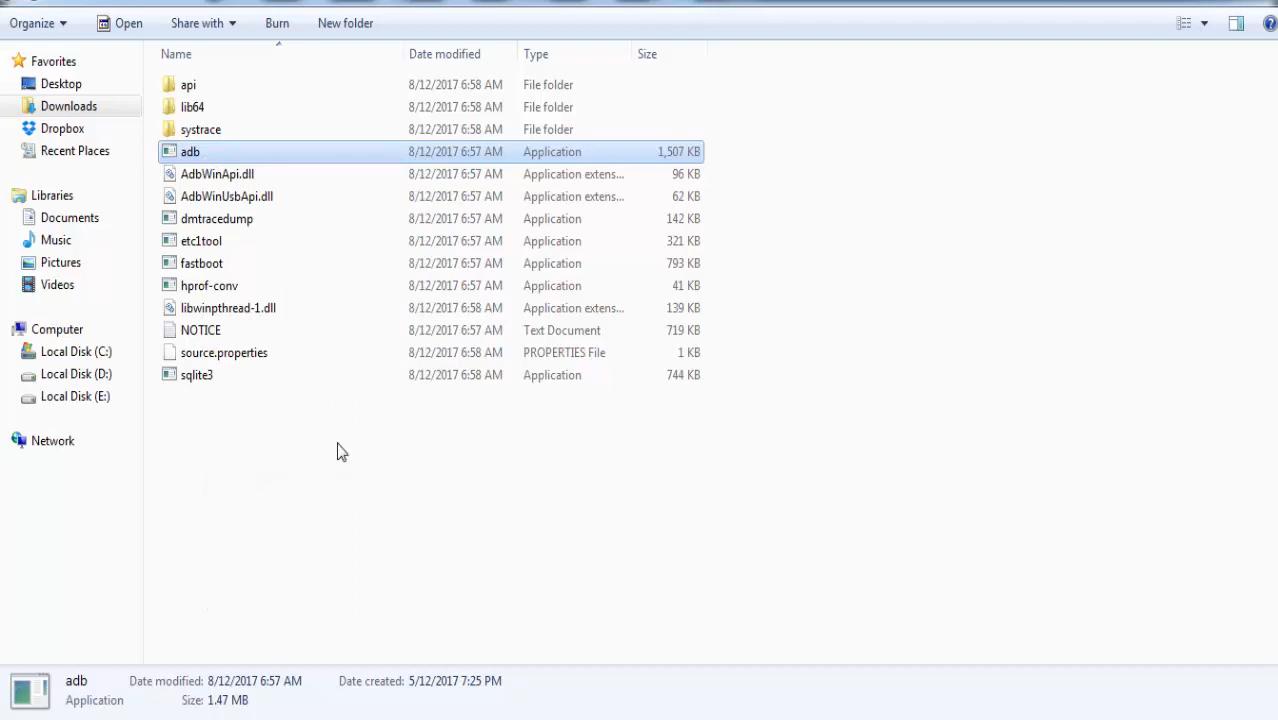 Organize Open Share with Burn New folder
Name Date modified Type Size
Favorites
Desktop
Downloads
Dropbox
Recent Places
Libraries
Documents
Music
Pictures
Videos
Computer
Local Disk (C:)
Local Disk (D:)
Local Disk (E:)
Network
api 8/12/2017 6:58 AM File folder
lib64 8/12/2017 6:58 AM File folder
systrace 8/12/2017 6:58 AM File folder
adb 8/12/2017 6:57 AM Application 1,507 KB
AdbWinApi.dll 8/12/2017 6:57 AM Application extens... 96 KB
AdbWinUsbApi.dll 8/12/2017 6:57 AM Application extens... 62 KB
dmtracedump 8/12/2017 6:57 AM Application 142 KB
etc1tool 8/12/2017 6:57 AM Application 321 KB
fastboot 8/12/2017 6:57 AM Application 793 KB
hprof-conv 8/12/2017 6:57 AM Application 41 KB
libwinpthread-1.dll 8/12/2017 6:58 AM Application extens... 139 KB
NOTICE 8/12/2017 6:57 AM Text Document 719 KB
source.properties 8/12/2017 6:58 AM PROPERTIES File 1 KB
sqlite3 8/12/2017 6:58 AM Application 744 KB
adb Date modified: 8/12/2017 6:57 AM Date created: 5/12/2017 7:25 PM
Application Size: 1.47 MB